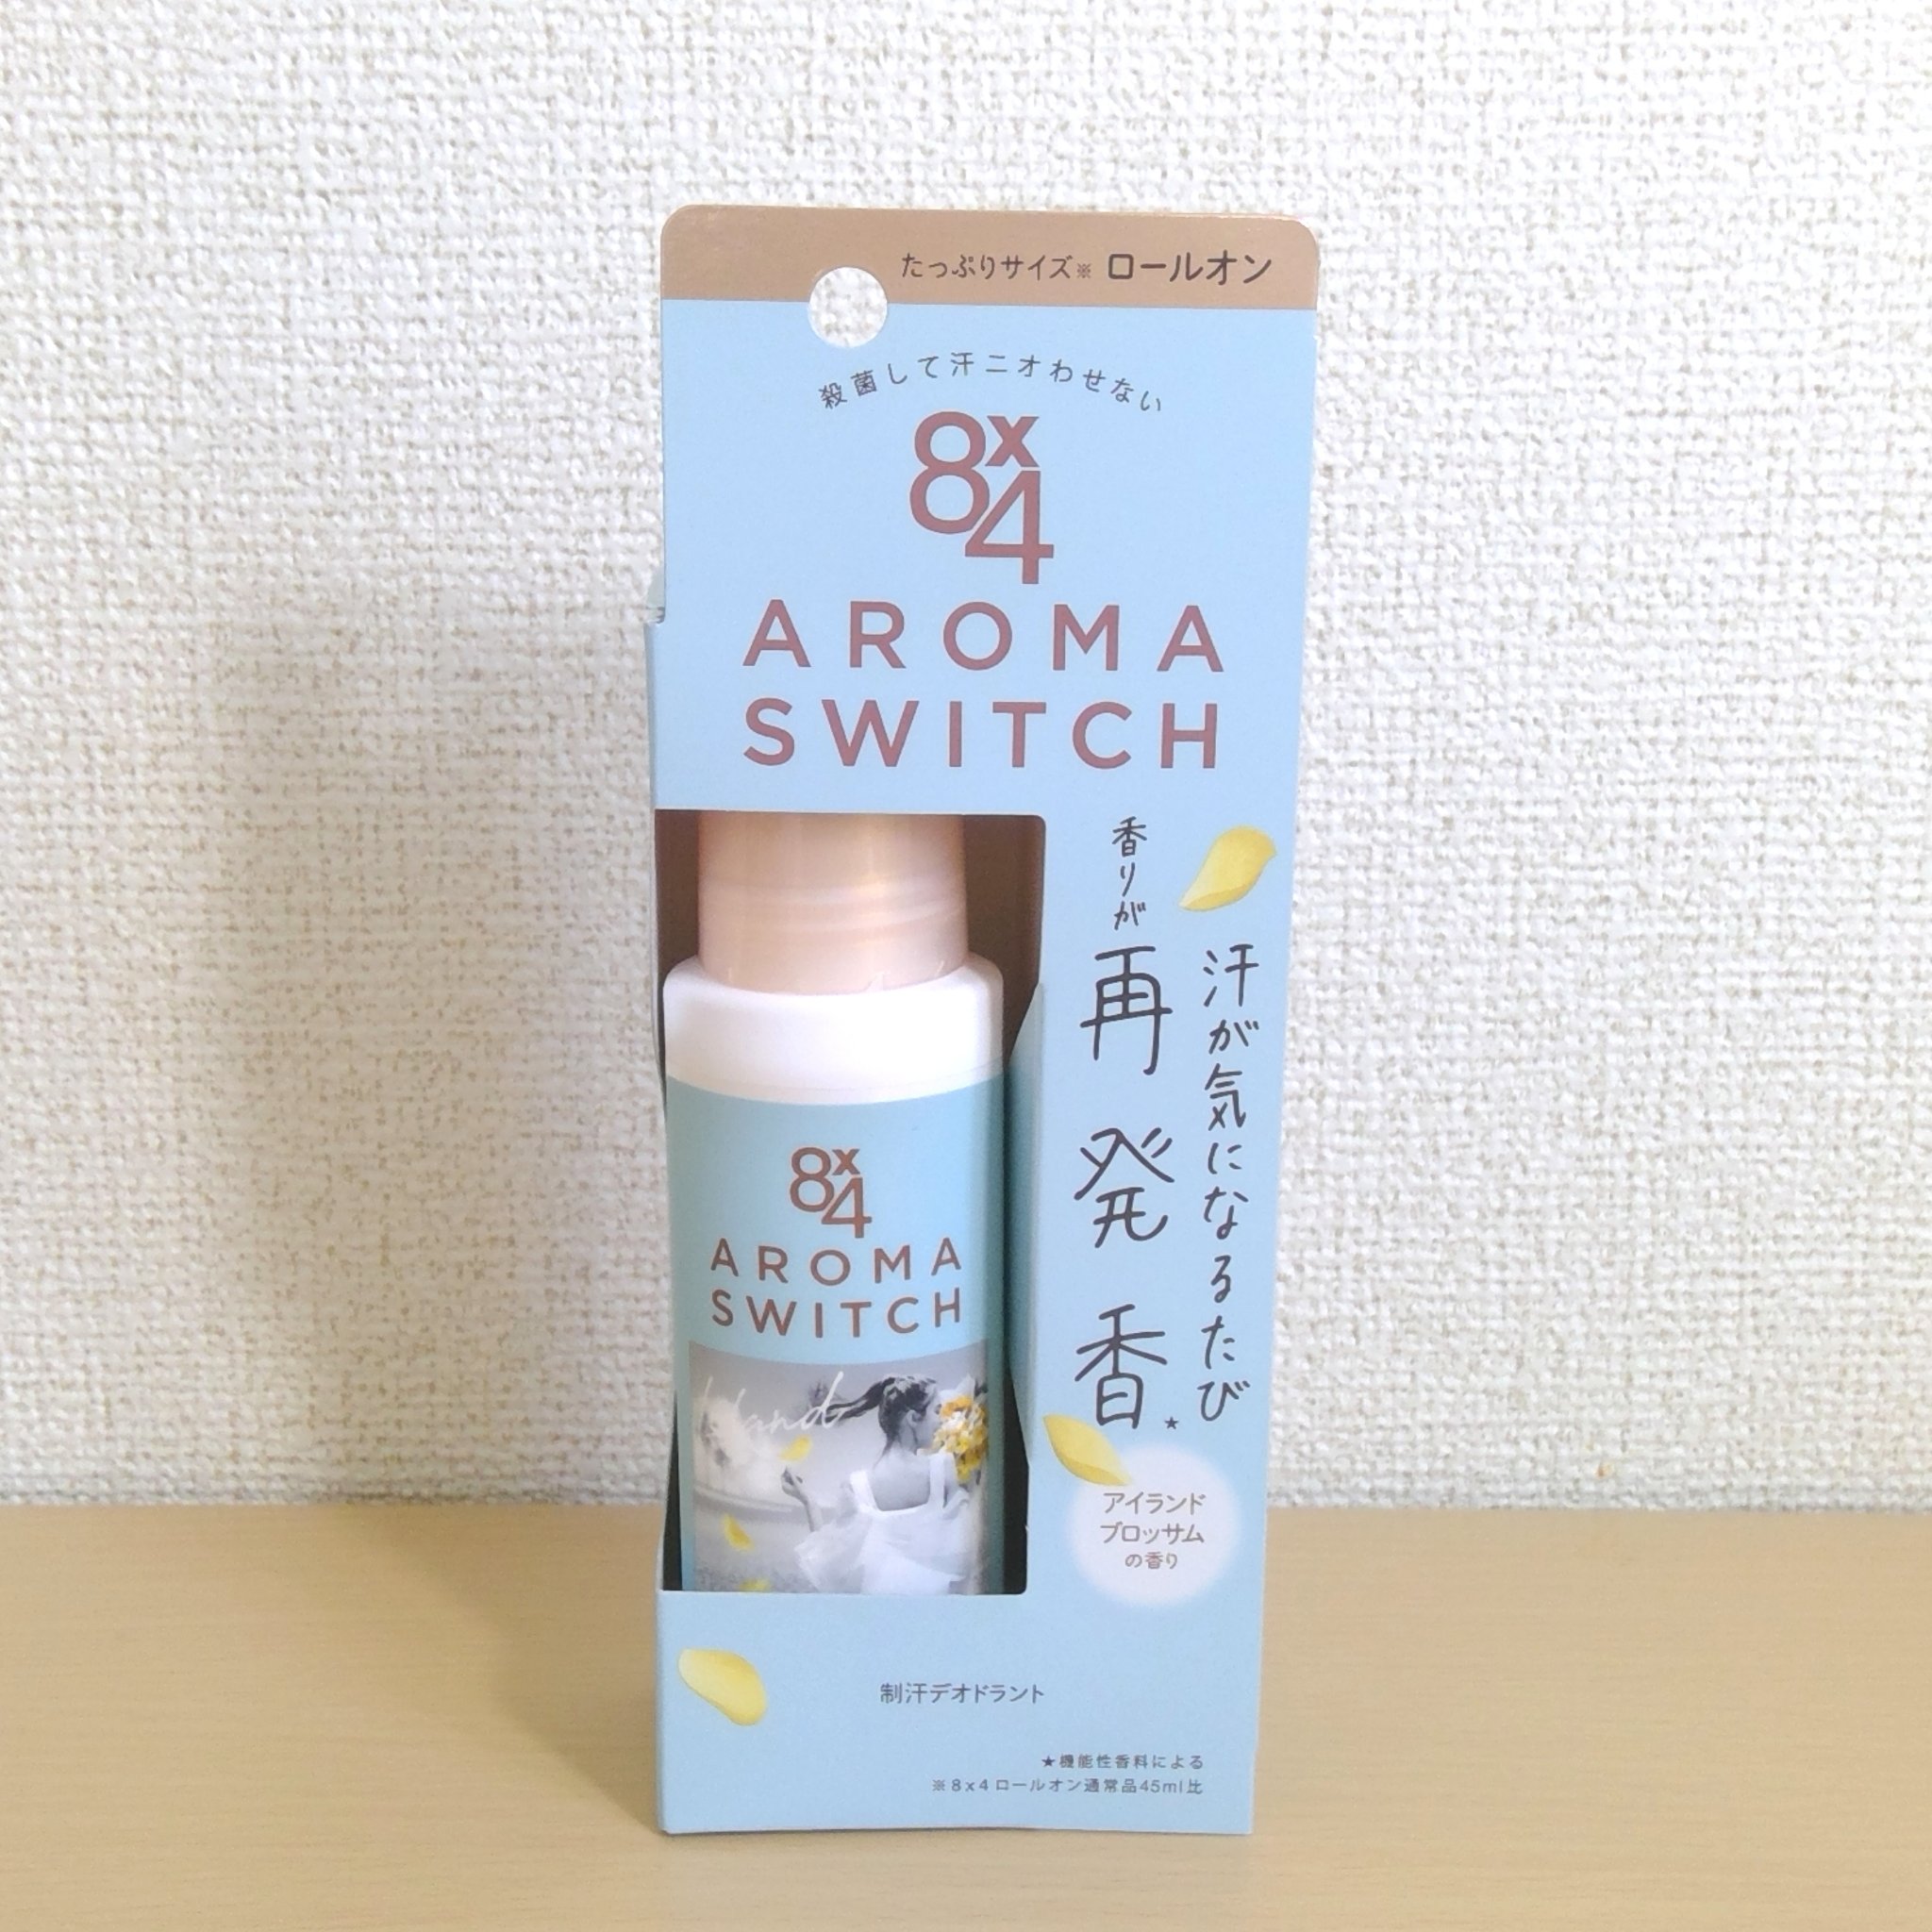 たっぷりサイズ※ ロールオン
殺菌して汗ニオわせない
8x4
AROMA
SWITCH
汗が気になるたび
香りが再発香★
8x4
AROMA
SWITCH
アイランド
ブロッサム
の香り
制汗デオドラント
★機能性香料による
※8x4ロールオン通常品45ml比